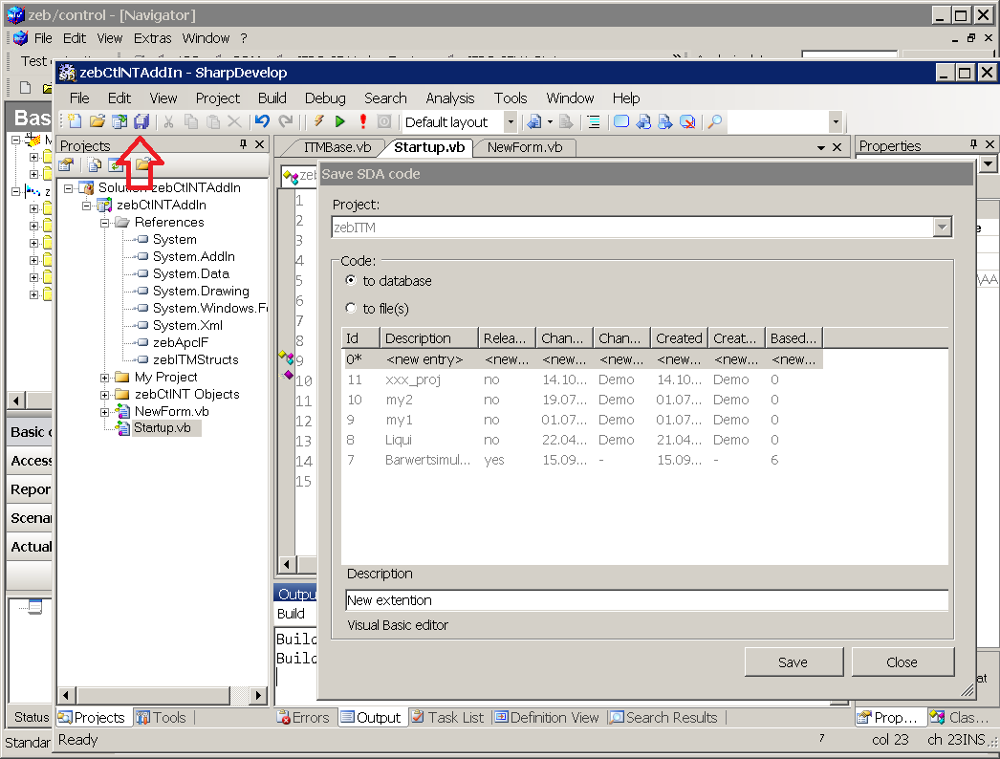 zeb/control - [Navigator]
File Edit View Extras Window ?
zebCtlNTAddIn - SharpDevelop
File Edit View Project Build Debug Search Analysis Tools Window Help
Default layout
Projects
ITMBase.vb Startup.vb NewForm.vb
Properties
Solution zebCtlNTAddIn
zebCtlNTAddIn
References
System
System.AddIn
System.Data
System.Drawing
System.Windows.Fo
System.Xml
zebApcIF
zebITMStructs
My Project
zebCtINT Objects
NewForm.vb
Startup.vb
1
2
3
4
5
6
7
8
9
10
11
12
13
14
15
Save SDA code
Project:
zebITM
Code:
to database
to file(s)
Id Description Relea... Chan... Chan... Created Creat... Based...
0* <new entry> <new... <new... <new... <new... <new... <new...
11 xxx_proj no 14.10... Demo 14.10... Demo 0
10 my2 no 19.07... Demo 01.07... Demo 0
9 my1 no 01.07... Demo 01.07... Demo 0
8 Liqui no 22.04... Demo 21.04... Demo 0
7 Barwertsimul... yes 15.09... - 15.09... - 6
Description
New extention
Visual Basic editor
Save Close
Bas
Basic c
Acces
Repor
Scenar
Actual
Outpu
Build
Build
Build
Projects Tools
Errors Output Task List Definition View Search Results
Prop... Clas...
Status
Standar
Ready
7 col 23 ch 23 INS